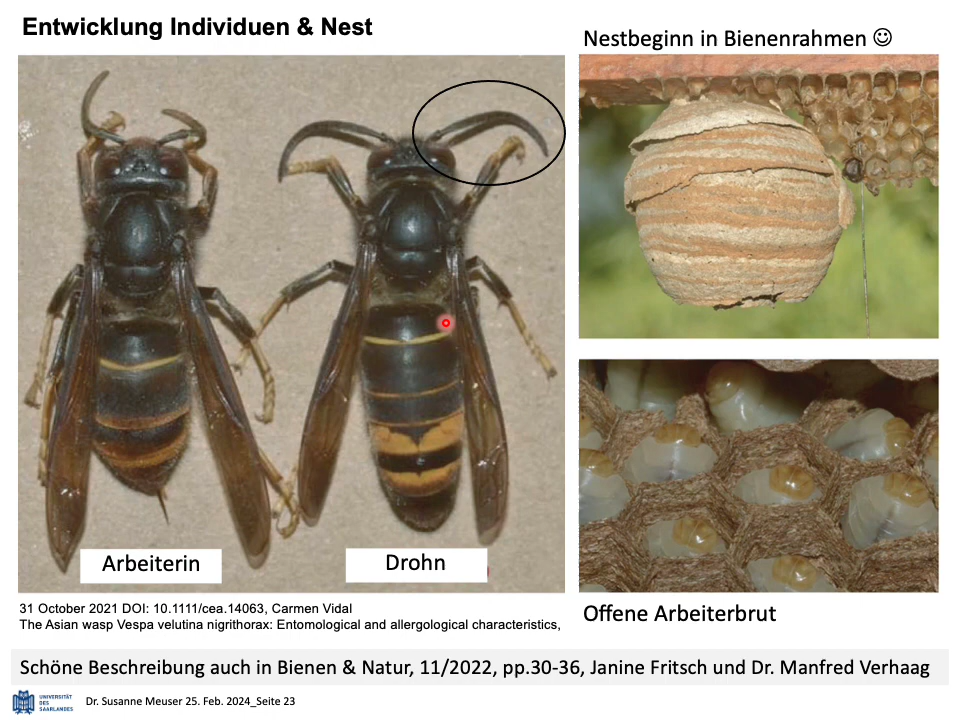 Entwicklung Individuen & Nest
Nestbeginn in Bienenrahmen ☺
Arbeiterin
Drohn
31 October 2021 DOI: 10.1111/cea.14063, Carmen Vidal
The Asian wasp Vespa velutina nigrithorax: Entomological and allergological characteristics,
Offene Arbeiterbrut
Schöne Beschreibung auch in Bienen & Natur, 11/2022, pp.30-36, Janine Fritsch und Dr. Manfred Verhaag
UNIVERSITÄT
DES
SAARLANDES
Dr. Susanne Meuser 25. Feb. 2024_Seite 23